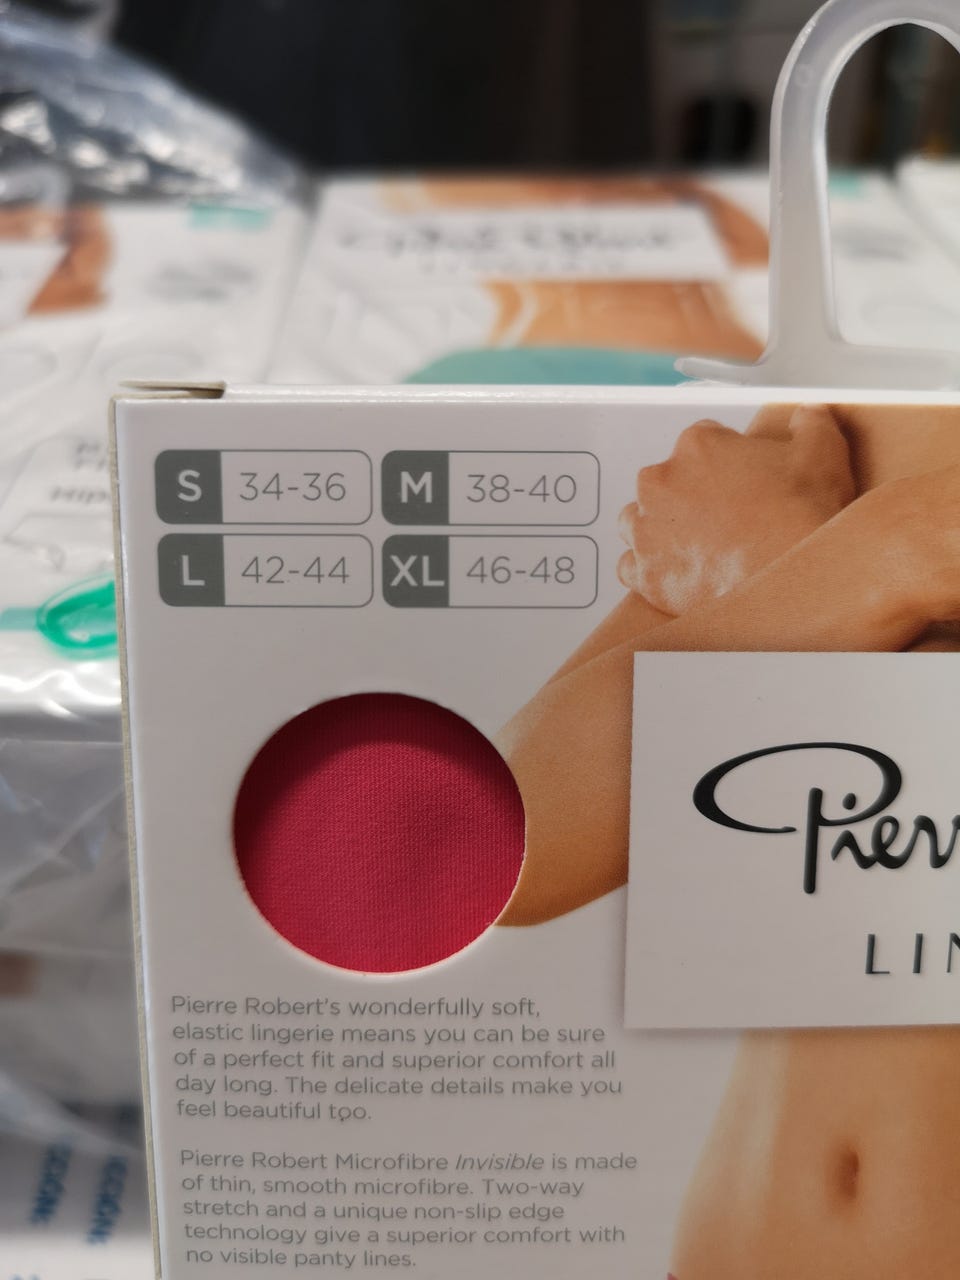 S 34-36 M 38-40
L 42-44 XL 46-48
Pierr
LIN
Pierre Robert's wonderfully soft,
elastic lingerie means you can be sure
of a perfect fit and superior comfort all
day long. The delicate details make you
feel beautiful too.
Pierre Robert Microfibre Invisible is made
of thin, smooth microfibre. Two-way
stretch and a unique non-slip edge
technology give a superior comfort with
no visible panty lines.